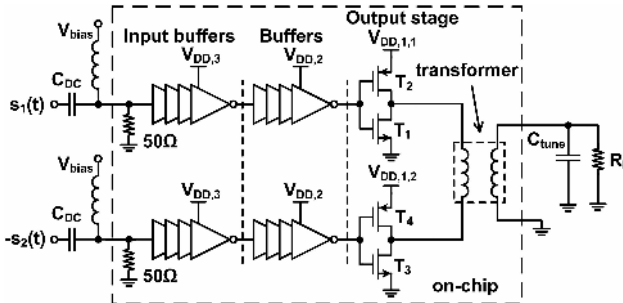 Output stage
Input buffers
Buffers
Vbias
VDD,3
VDD,2
VDD,1,1
CDC
T2
transformer
s1(t)
50Ω
T1
Ctune
R
Vbias
VDD,3
VDD,2
VDD,1,2
CDC
T4
-s2(t)
50Ω
T3
on-chip